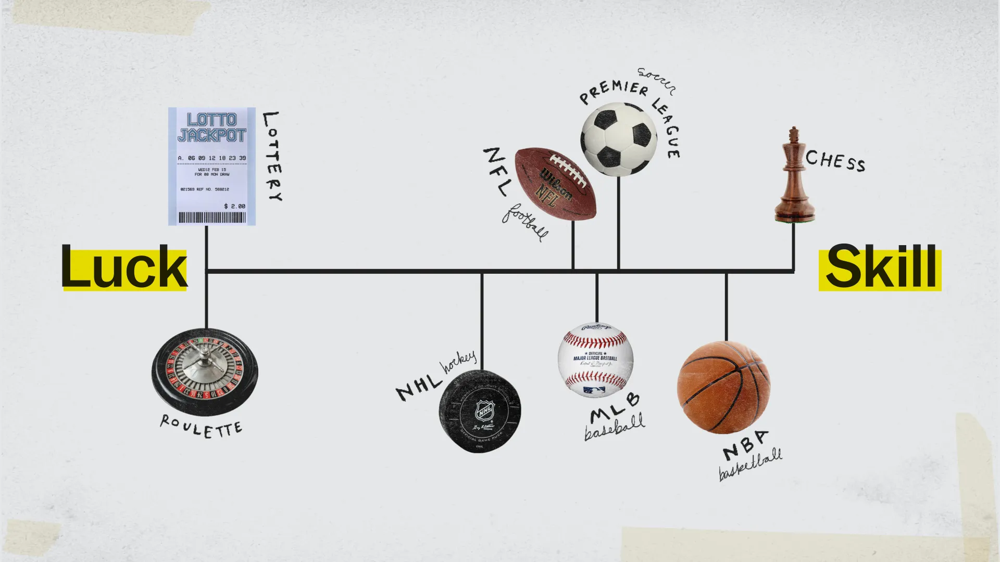 soccer
PREMIER LEAGUE
LOTTO
JACKPOT
A. 06 09 12 18 23 39
WED12 FEB 15
FOR 08 MON DRAW
021569 REF NO. 568212
$ 2.00
LOTTERY
NFL
football
Wilson
NFL
CHESS
Luck
Skill
ROULETTE
NHL hockey
NHL
OFFICIAL GAME PUCK
Rawlings
OFFICIAL
MAJOR LEAGUE BASEBALL
MLB
baseball
NBA
basketball